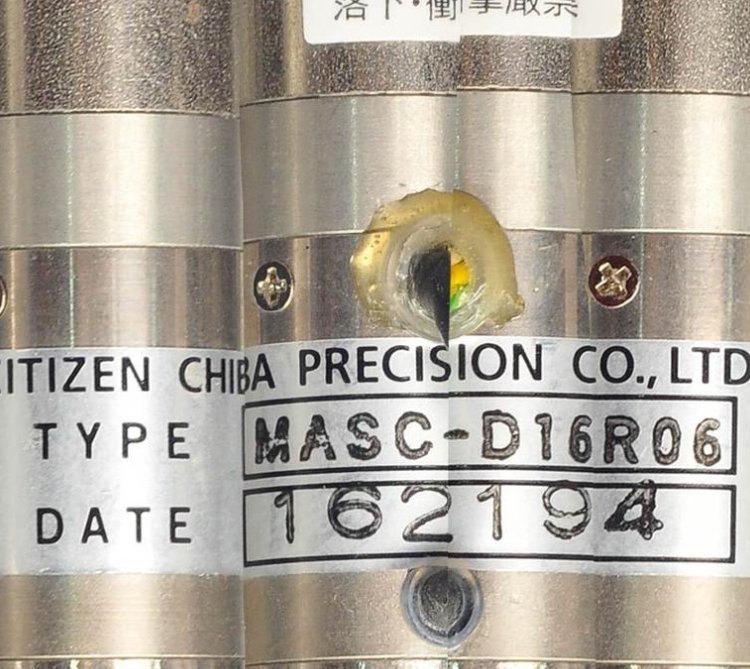 落下・衝撃厳禁
CITIZEN CHIBA PRECISION CO., LTD
TYPE MASC-D16R06
DATE 162194